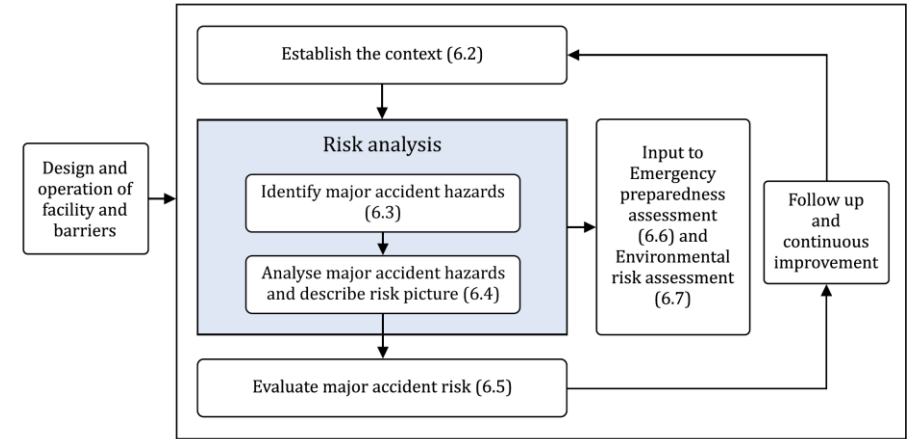 Establish the context (6.2)
Risk analysis
Identify major accident hazards
(6.3)
Analyse major accident hazards
and describe risk picture (6.4)
Evaluate major accident risk (6.5)
Design and
operation of
facility and
barriers
Input to
Emergency
preparedness
assessment
(6.6) and
Environmental
risk assessment
(6.7)
Follow up
and
continuous
improvement